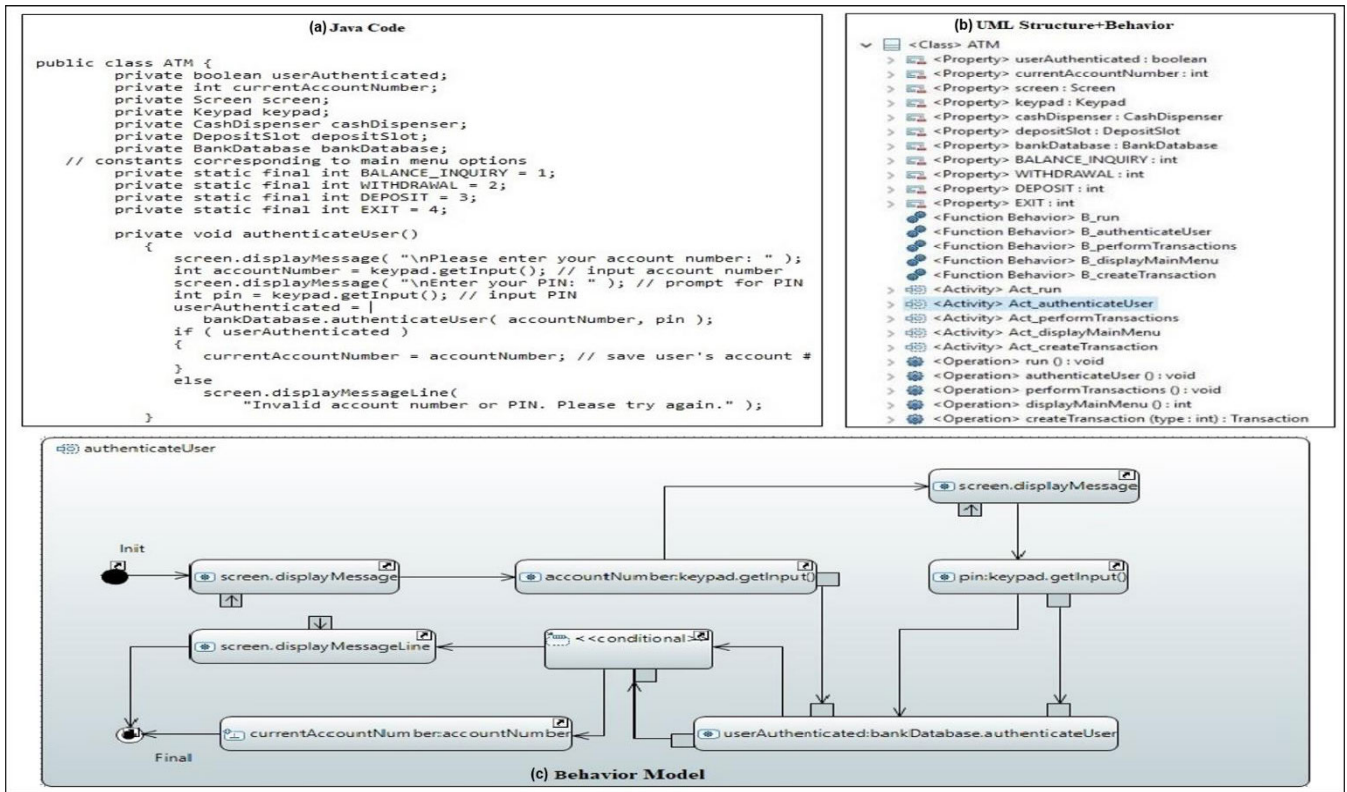 (a) Java Code
public class ATM {
private boolean userAuthenticated;
private int currentAccountNumber;
private Screen screen;
private Keypad keypad;
private CashDispenser cashDispenser;
private DepositSlot depositSlot;
private BankDatabase bankDatabase;
// constants corresponding to main menu options
private static final int BALANCE_INQUIRY = 1;
private static final int WITHDRAWAL = 2;
private static final int DEPOSIT = 3;
private static final int EXIT = 4;
private void authenticateUser()
{
screen.displayMessage( "\nPlease enter your account number: " );
int accountNumber = keypad.getInput(); // input account number
screen.displayMessage( "\nEnter your PIN: " ); // prompt for PIN
int pin = keypad.getInput(); // input PIN
userAuthenticated =
bankDatabase.authenticateUser( accountNumber, pin );
if ( userAuthenticated )
{
currentAccountNumber = accountNumber; // save user's account #
}
else
screen.displayMessageLine(
"Invalid account number or PIN. Please try again." );
}
(b) UML Structure+Behavior
<Class> ATM
<Property> userAuthenticated : boolean
<Property> currentAccountNumber : int
<Property> screen : Screen
<Property> keypad : Keypad
<Property> cashDispenser : CashDispenser
<Property> depositSlot : DepositSlot
<Property> bankDatabase : BankDatabase
<Property> BALANCE_INQUIRY : int
<Property> WITHDRAWAL : int
<Property> DEPOSIT : int
<Property> EXIT : int
<Function Behavior> B_run
<Function Behavior> B_authenticateUser
<Function Behavior> B_performTransactions
<Function Behavior> B_displayMainMenu
<Function Behavior> B_createTransaction
<Activity> Act_run
<Activity> Act_authenticateUser
<Activity> Act_performTransactions
<Activity> Act_displayMainMenu
<Activity> Act_createTransaction
<Operation> run () : void
<Operation> authenticateUser () : void
<Operation> performTransactions () : void
<Operation> displayMainMenu () : int
<Operation> createTransaction (type : int) : Transaction
authenticateUser
screen.displayMessage
Init
screen.displayMessage
accountNumber:keypad.getInput()
pin:keypad.getInput()
screen.displayMessageLine
<<conditional>>
currentAccountNumber:accountNumber
userAuthenticated:bankDatabase.authenticateUser
Final
(c) Behavior Model